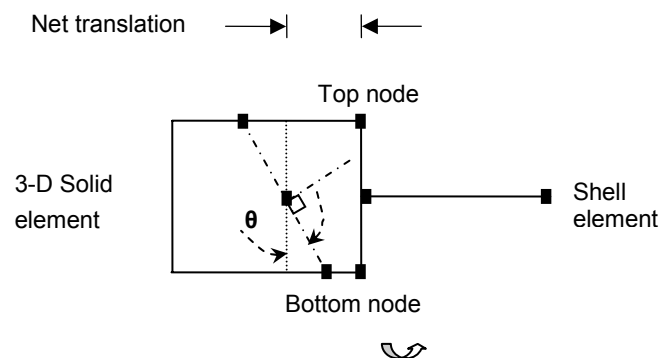 Net translation
Top node
3-D Solid
element
Shell
element
θ
Bottom node